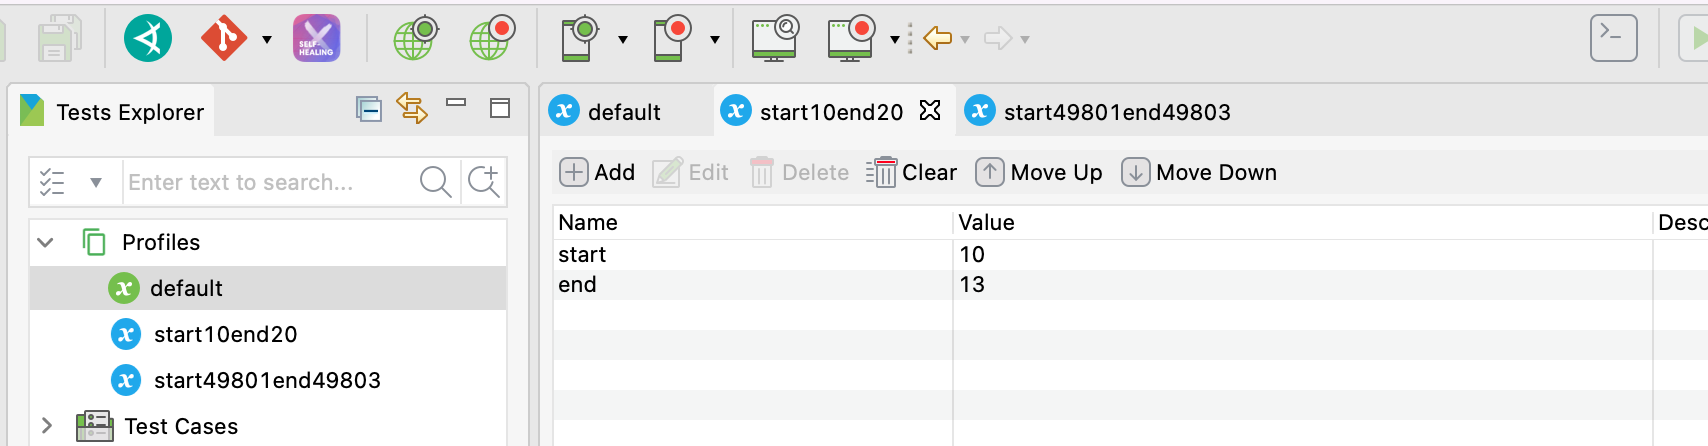 SELF-
HEALING
Tests Explorer
default
start10end20
start49801end49803
Enter text to search...
Add
Edit
Delete
Clear
Move Up
Move Down
Name Value Desc
start 10
end 13
Profiles
default
start10end20
start49801end49803
Test Cases